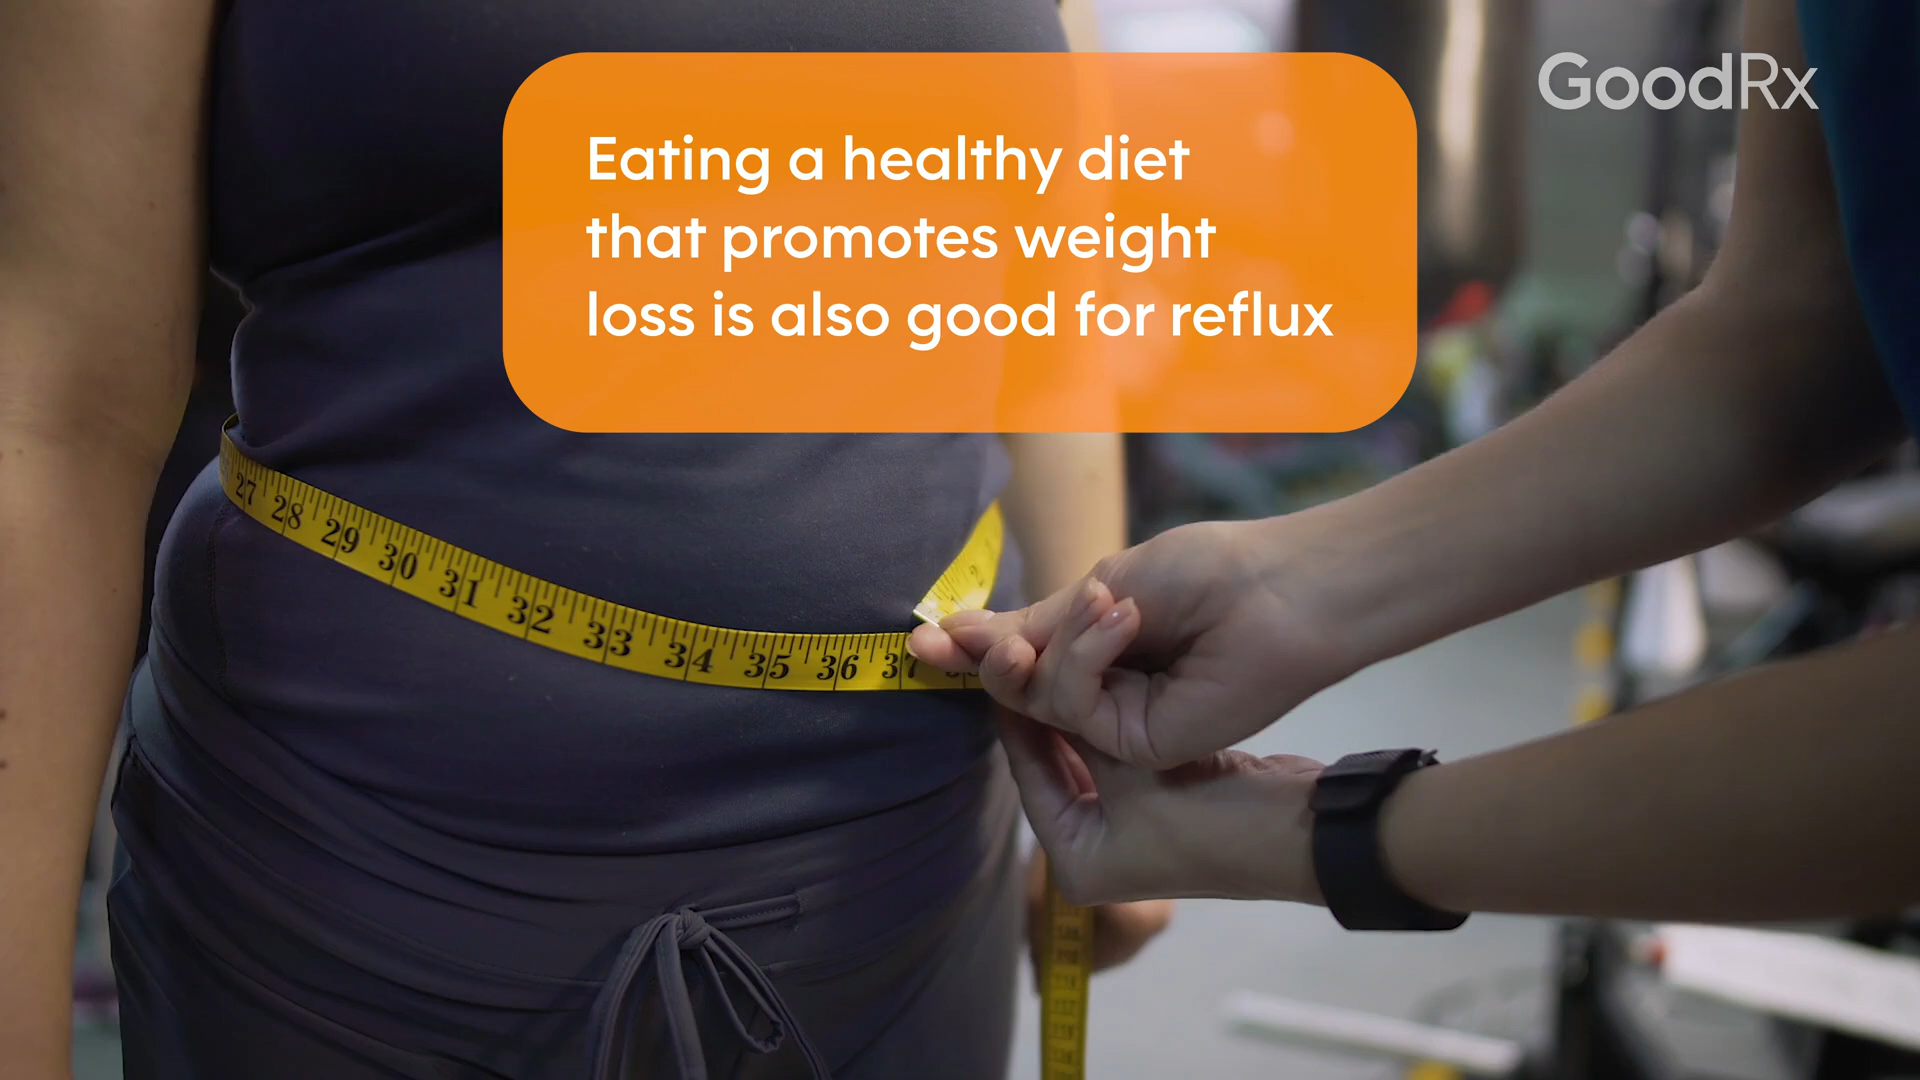 GoodRx
Eating a healthy diet
that promotes weight
loss is also good for reflux
27 28 29 30 31 32 33 34 35 36 37
2